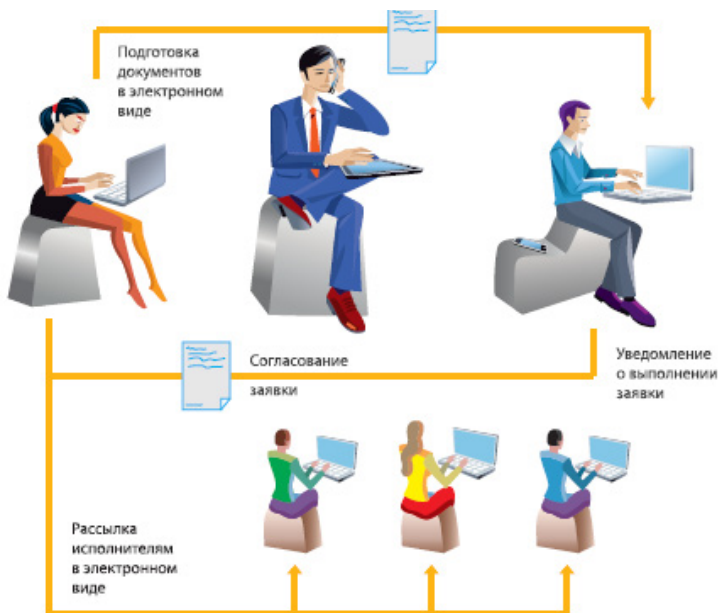 Подготовка
документов
в электронном
виде
Согласование
заявки
Уведомление
о выполнении
заявки
Рассылка
исполнителям
в электронном
виде